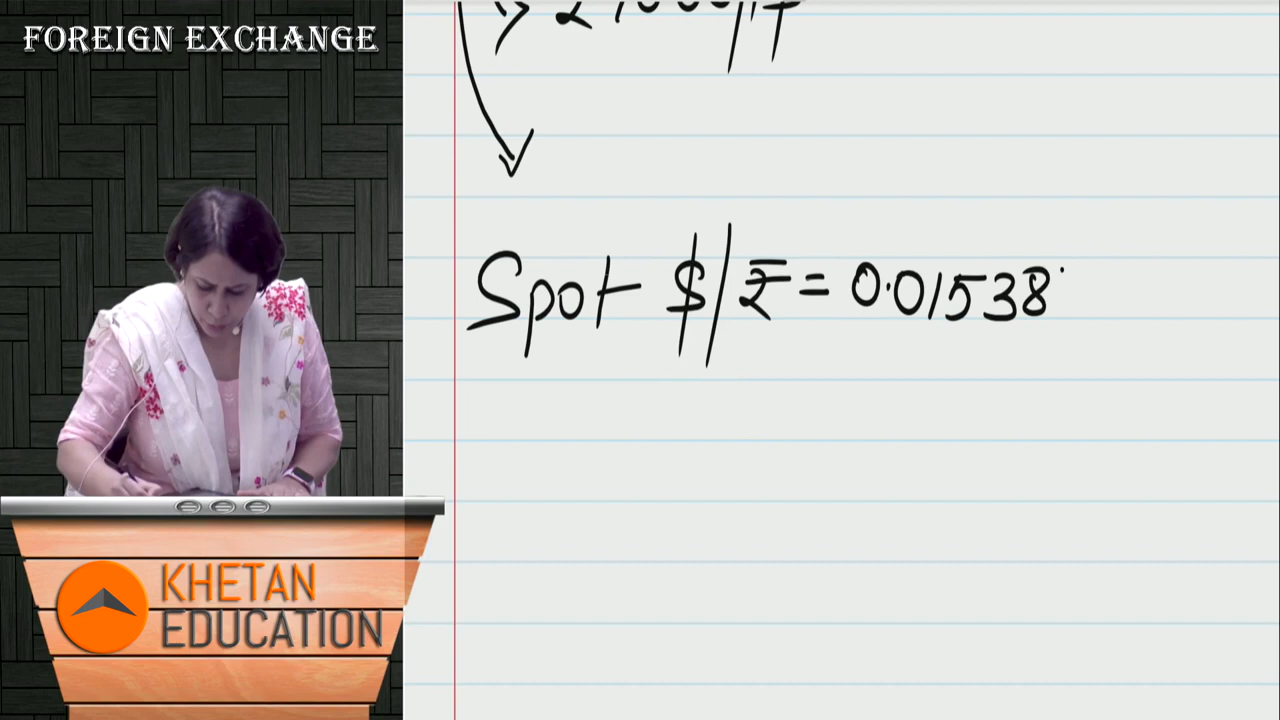 FOREIGN EXCHANGE
Spot $/₹ = 0.01538
KHETAN
EDUCATION